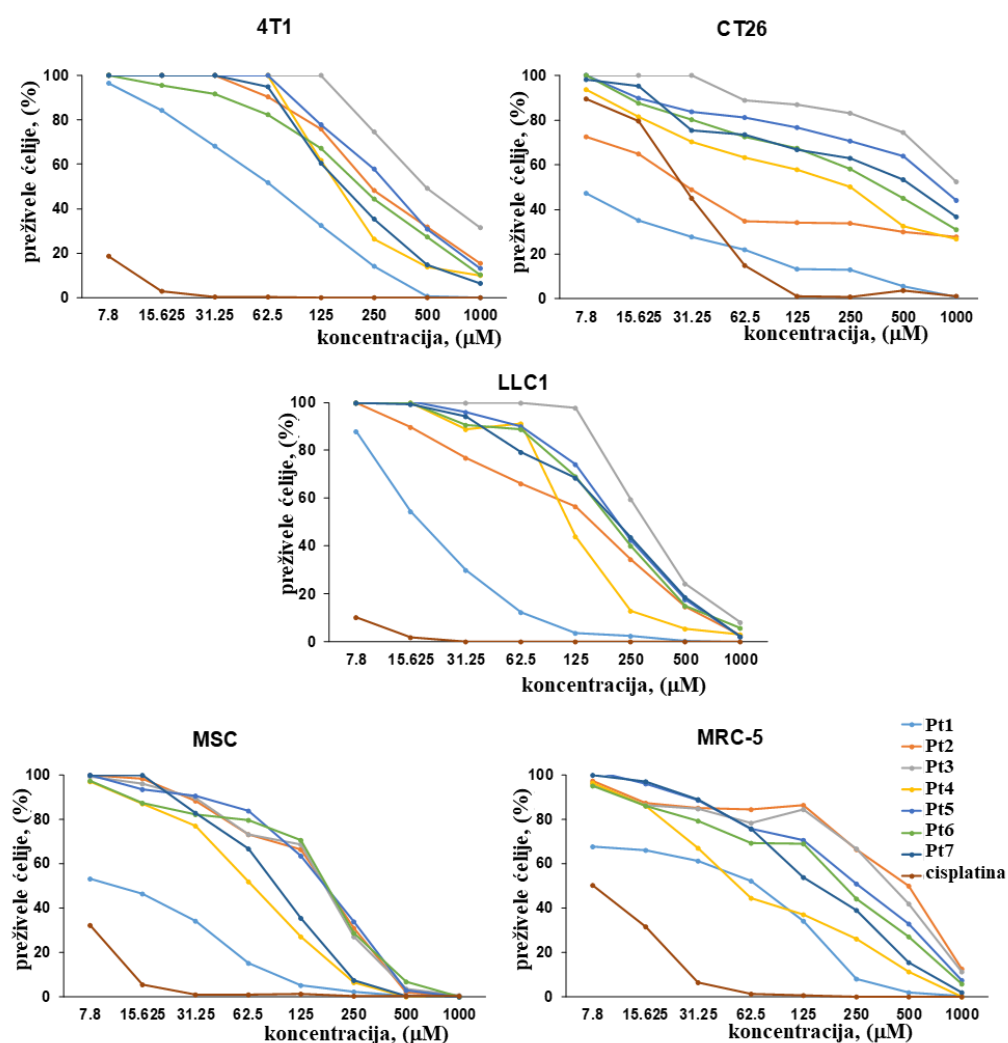 4T1
preživele ćelije, (%)
100
80
60
40
20
0
7.8 15.625 31.25 62.5 125 250 500 1000
koncentracija, (µM)
CT26
preživele ćelije, (%)
100
80
60
40
20
0
7.8 15.625 31.25 62.5 125 250 500 1000
koncentracija, (µM)
LLC1
preživele ćelije, (%)
100
80
60
40
20
0
7.8 15.625 31.25 62.5 125 250 500 1000
koncentracija, (µM)
MSC
preživele ćelije, (%)
100
80
60
40
20
0
7.8 15.625 31.25 62.5 125 250 500 1000
koncentracija, (µM)
MRC-5
preživele ćelije, (%)
100
80
60
40
20
0
7.8 15.625 31.25 62.5 125 250 500 1000
koncentracija, (µM)
Pt1
Pt2
Pt3
Pt4
Pt5
Pt6
Pt7
cisplatina